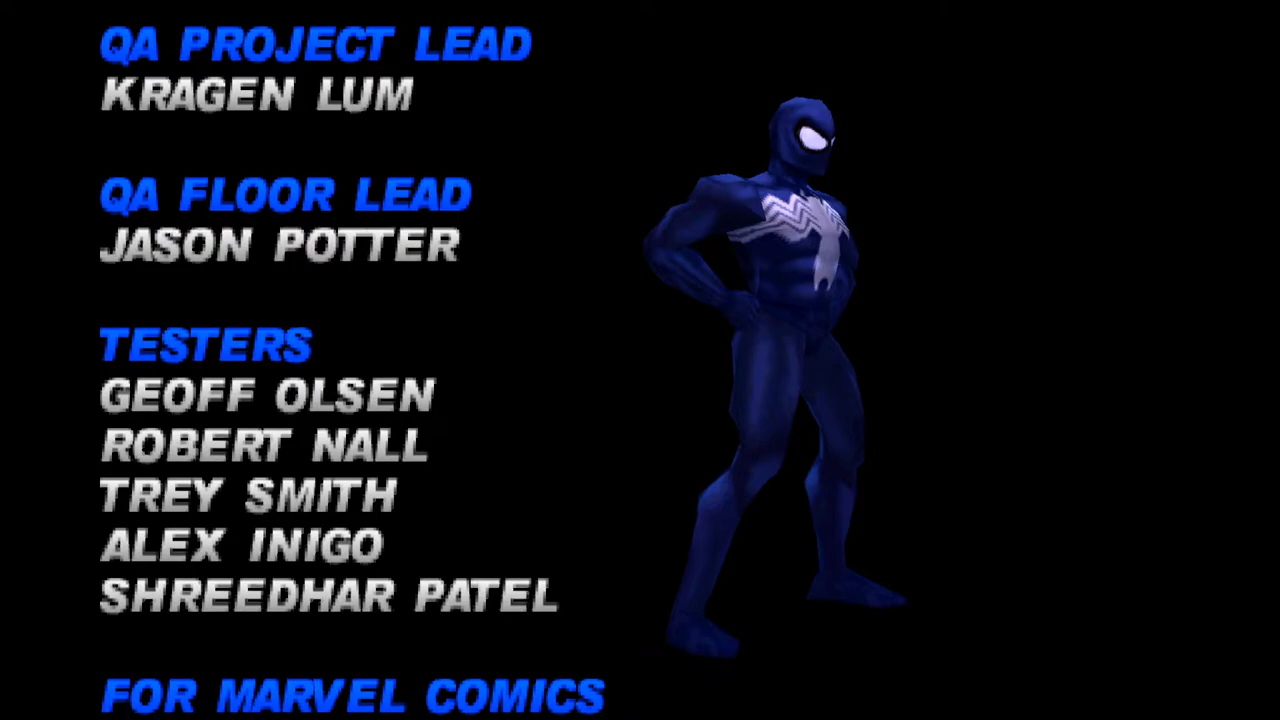 QA PROJECT LEAD
KRAGEN LUM
QA FLOOR LEAD
JASON POTTER
TESTERS
GEOFF OLSEN
ROBERT NALL
TREY SMITH
ALEX INIGO
SHREEDHAR PATEL
FOR MARVEL COMICS